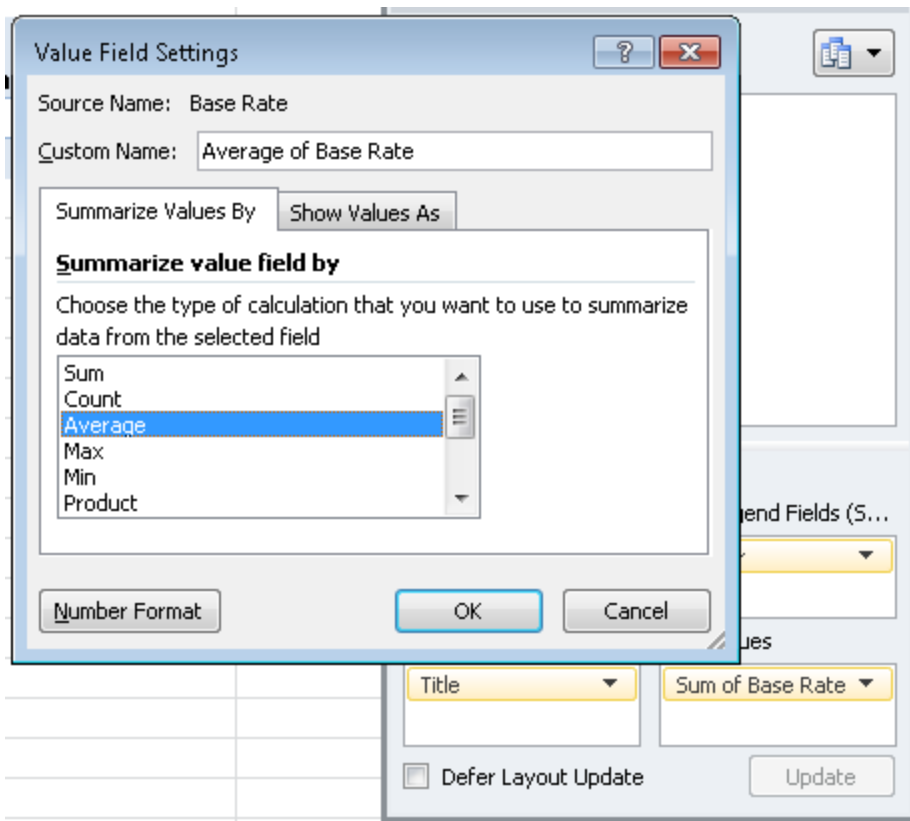 Value Field Settings
Source Name: Base Rate
Custom Name: Average of Base Rate
Summarize Values By
Show Values As
Summarize value field by
Choose the type of calculation that you want to use to summarize
data from the selected field
Sum
Count
Average
Max
Min
Product
Number Format
OK
Cancel
Fields (S...
Title
Sum of Base Rate
Defer Layout Update
Update